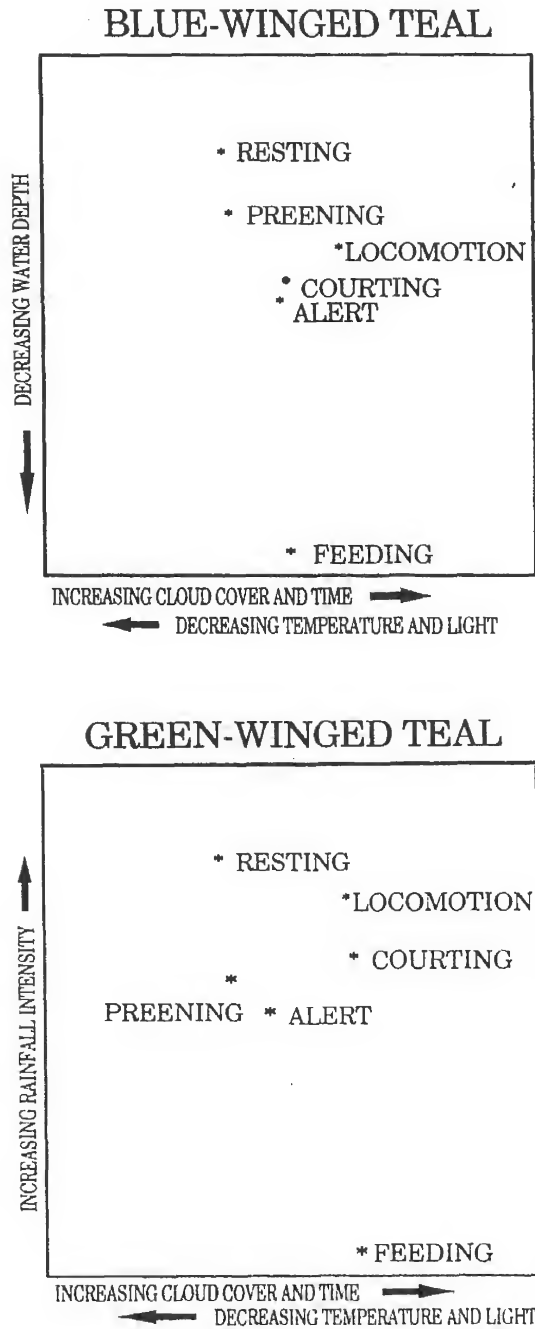 BLUE-WINGED TEAL
DECREASING WATER DEPTH
* RESTING
* PREENING
*LOCOMOTION
* COURTING
* ALERT
* FEEDING
INCREASING CLOUD COVER AND TIME
DECREASING TEMPERATURE AND LIGHT
GREEN-WINGED TEAL
INCREASING RAINFALL INTENSITY
* RESTING
*LOCOMOTION
* COURTING
*
PREENING * ALERT
*FEEDING
INCREASING CLOUD COVER AND TIME
DECREASING TEMPERATURE AND LIGHT